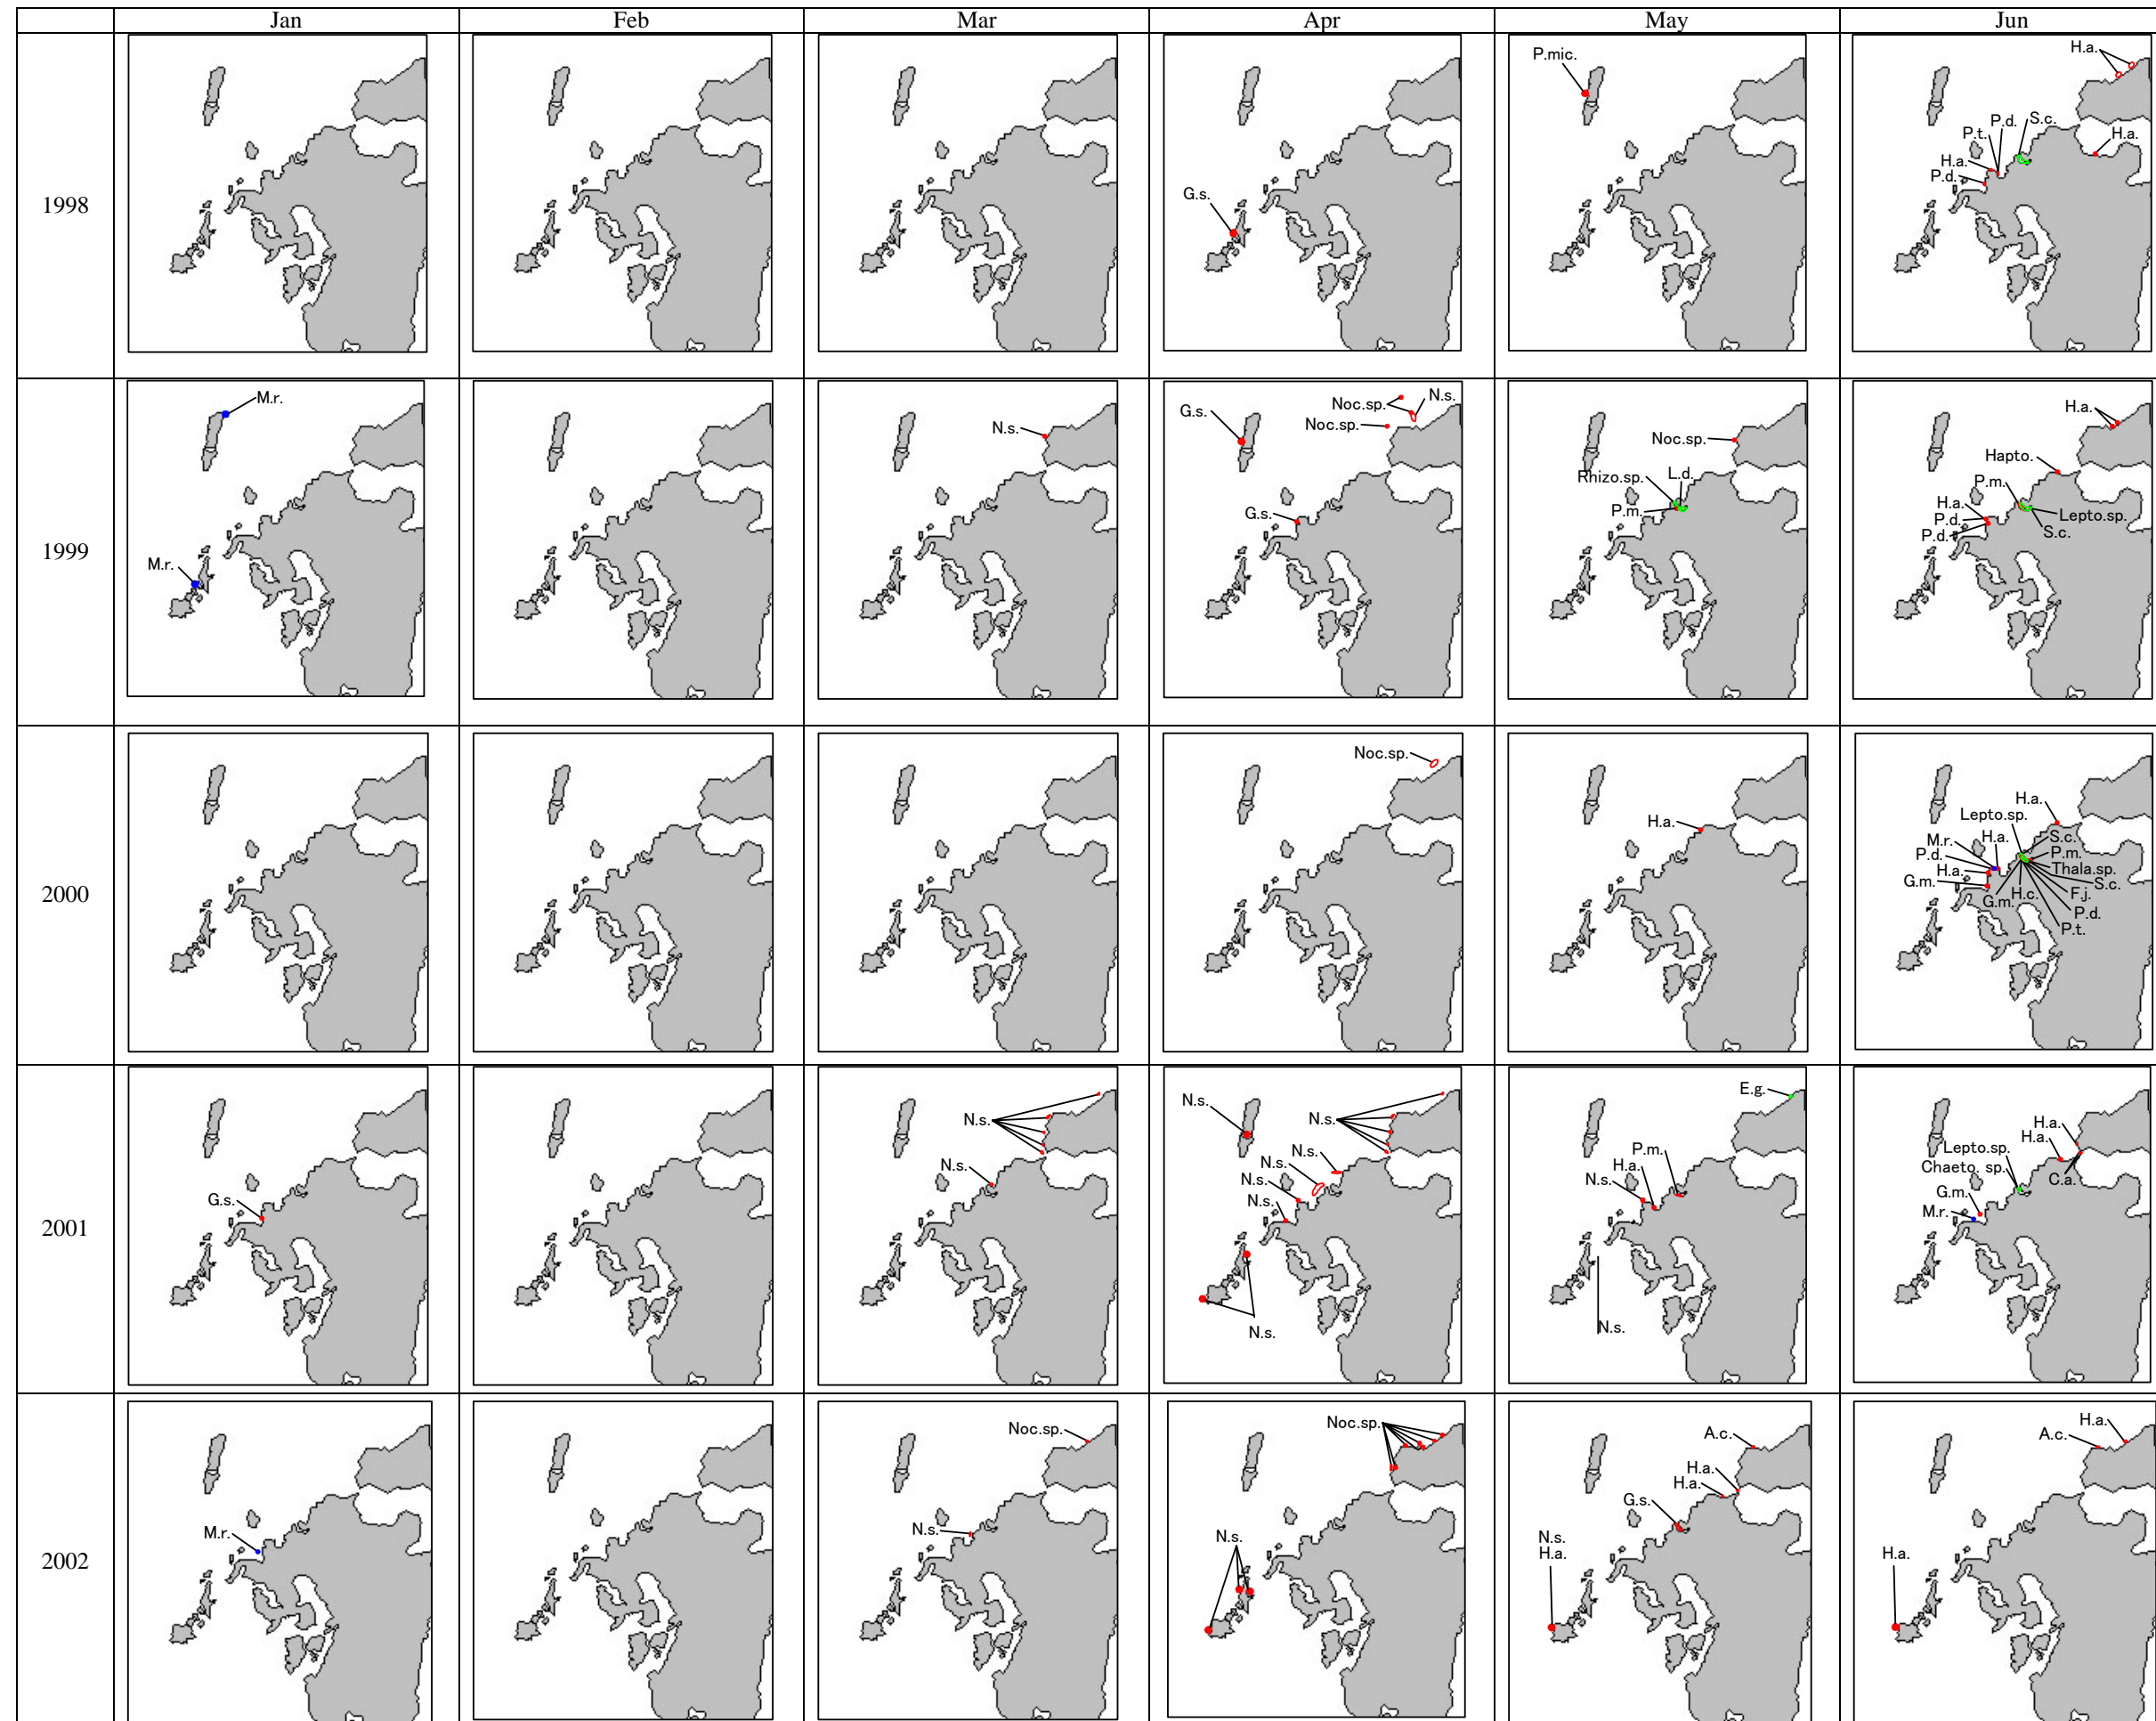 Jan Feb Mar Apr May Jun
1998
G.s.
P.mic.
H.a.
P.d. S.c.
P.t. H.a.
H.a.
P.d.
1999
M.r.
M.r.
N.s.
G.s. Noc.sp. N.s.
Noc.sp.
G.s.
Noc.sp.
Rhizo.sp. L.d.
P.m.
H.a.
Hapto.
P.m.
H.a.
P.d. Lepto.sp.
P.d. S.c.
2000
Noc.sp.
H.a.
H.a.
Lepto.sp.
M.r. H.a. S.c.
P.d. P.m.
H.a. Thala.sp.
G.m. S.c.
G.m. H.c. F.j.
P.d.
P.t.
2001
G.s.
N.s.
N.s.
N.s. N.s.
N.s.
N.s.
N.s.
N.s.
N.s.
E.g.
P.m.
H.a.
N.s.
N.s.
H.a.
H.a.
Lepto.sp.
Chaeto. sp.
C.a.
G.m.
M.r.
2002
M.r.
Noc.sp.
N.s.
Noc.sp.
N.s.
A.c.
H.a.
H.a.
G.s.
N.s.
H.a.
H.a.
A.c.
H.a.